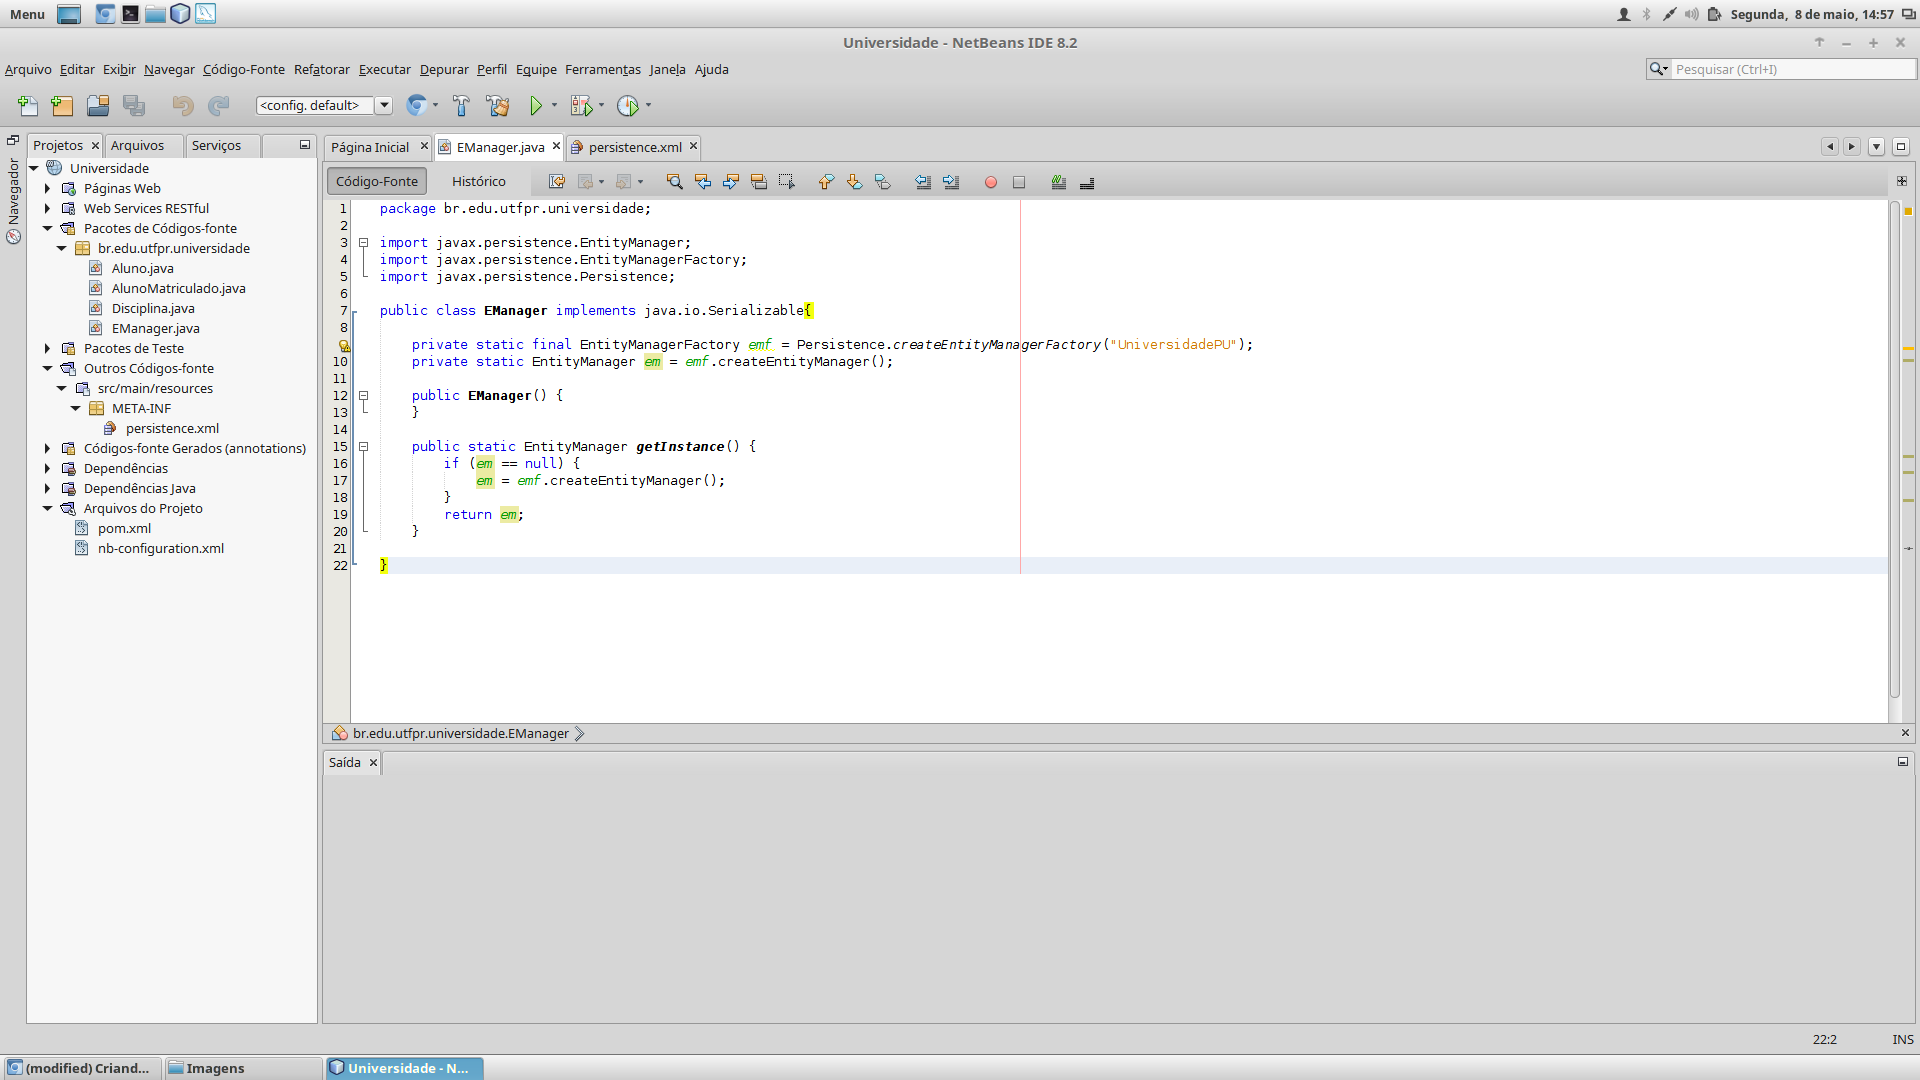 Menu
Segunda, 8 de maio, 14:57
Universidade - NetBeans IDE 8.2
Arquivo Editar Exibir Navegar Código-Fonte Refatorar Executar Depurar Perfil Equipe Ferramentas Janela Ajuda
Pesquisar (Ctrl+I)
<config. default>
Navegador
Projetos Arquivos Serviços
Universidade
Páginas Web
Web Services RESTful
Pacotes de Códigos-fonte
br.edu.utfpr.universidade
Aluno.java
AlunoMatriculado.java
Disciplina.java
EManager.java
Pacotes de Teste
Outros Códigos-fonte
src/main/resources
META-INF
persistence.xml
Códigos-fonte Gerados (annotations)
Dependências
Dependências Java
Arquivos do Projeto
pom.xml
nb-configuration.xml
Página Inicial EManager.java persistence.xml
Código-Fonte Histórico
1 package br.edu.utfpr.universidade;
2
3 import javax.persistence.EntityManager;
4 import javax.persistence.EntityManagerFactory;
5 import javax.persistence.Persistence;
6
7 public class EManager implements java.io.Serializable{
8
private static final EntityManagerFactory emf = Persistence.createEntityManagerFactory("UniversidadePU");
10 private static EntityManager em = emf.createEntityManager();
11
12 public EManager() {
13 }
14
15 public static EntityManager getInstance() {
16 if (em == null) {
17 em = emf.createEntityManager();
18 }
19 return em;
20 }
21
22 }
br.edu.utfpr.universidade.EManager
Saída
22:2 INS
(modified) Criand... Imagens Universidade - N...